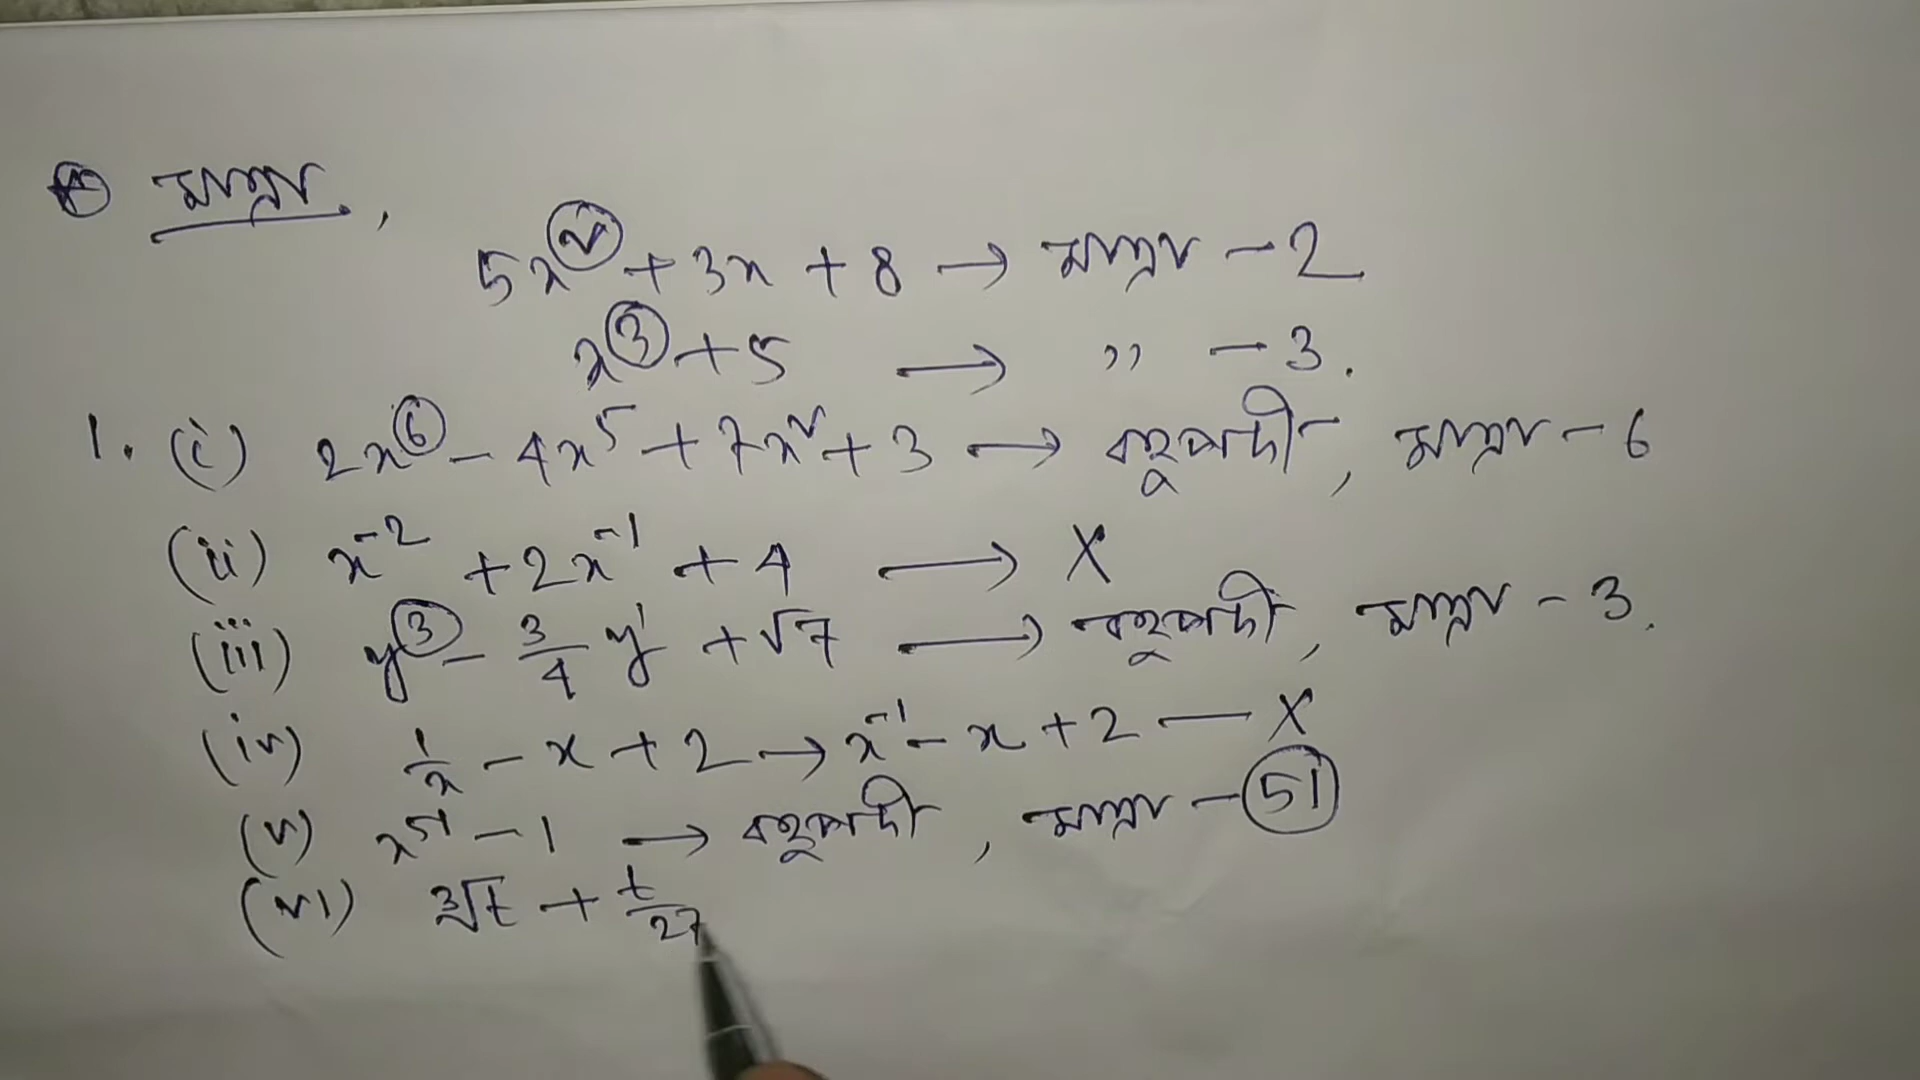 মাত্রা,
5x² + 3x + 8 → মাত্রা - 2
x³ + 5 → " - 3.
1. (i) 2x⁶ - 4x⁵ + 7x² + 3 → বহুপদী, মাত্রা - 6
(ii) x⁻² + 2x⁻¹ + 4 → X
(iii) y³ - 3/4 y¹ + √7 → বহুপদী, মাত্রা - 3.
(iv) 1/x - x + 2 → x⁻¹ - x + 2 — X
(v) x⁵¹ - 1 → বহুপদী, মাত্রা - 51
(vi) ³√t + t/27